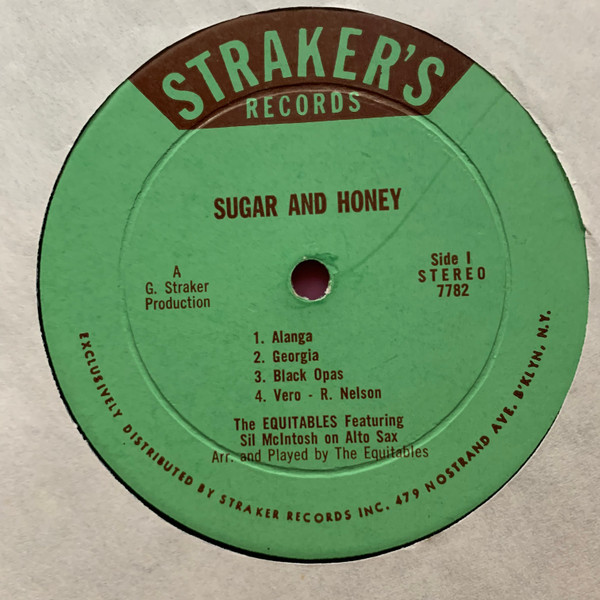 STRAKER'S
RECORDS
SUGAR AND HONEY
A
G. Straker
Production
Side I
STEREO
7782
1. Alanga
2. Georgia
3. Black Opas
4. Vero - R. Nelson
The EQUITABLES Featuring
Sil McIntosh on Alto Sax
Arr. and Played by The Equitables
EXCLUSIVELY DISTRIBUTED BY STRAKER RECORDS INC. 479 NOSTRAND AVE. B'KLYN, N.Y.